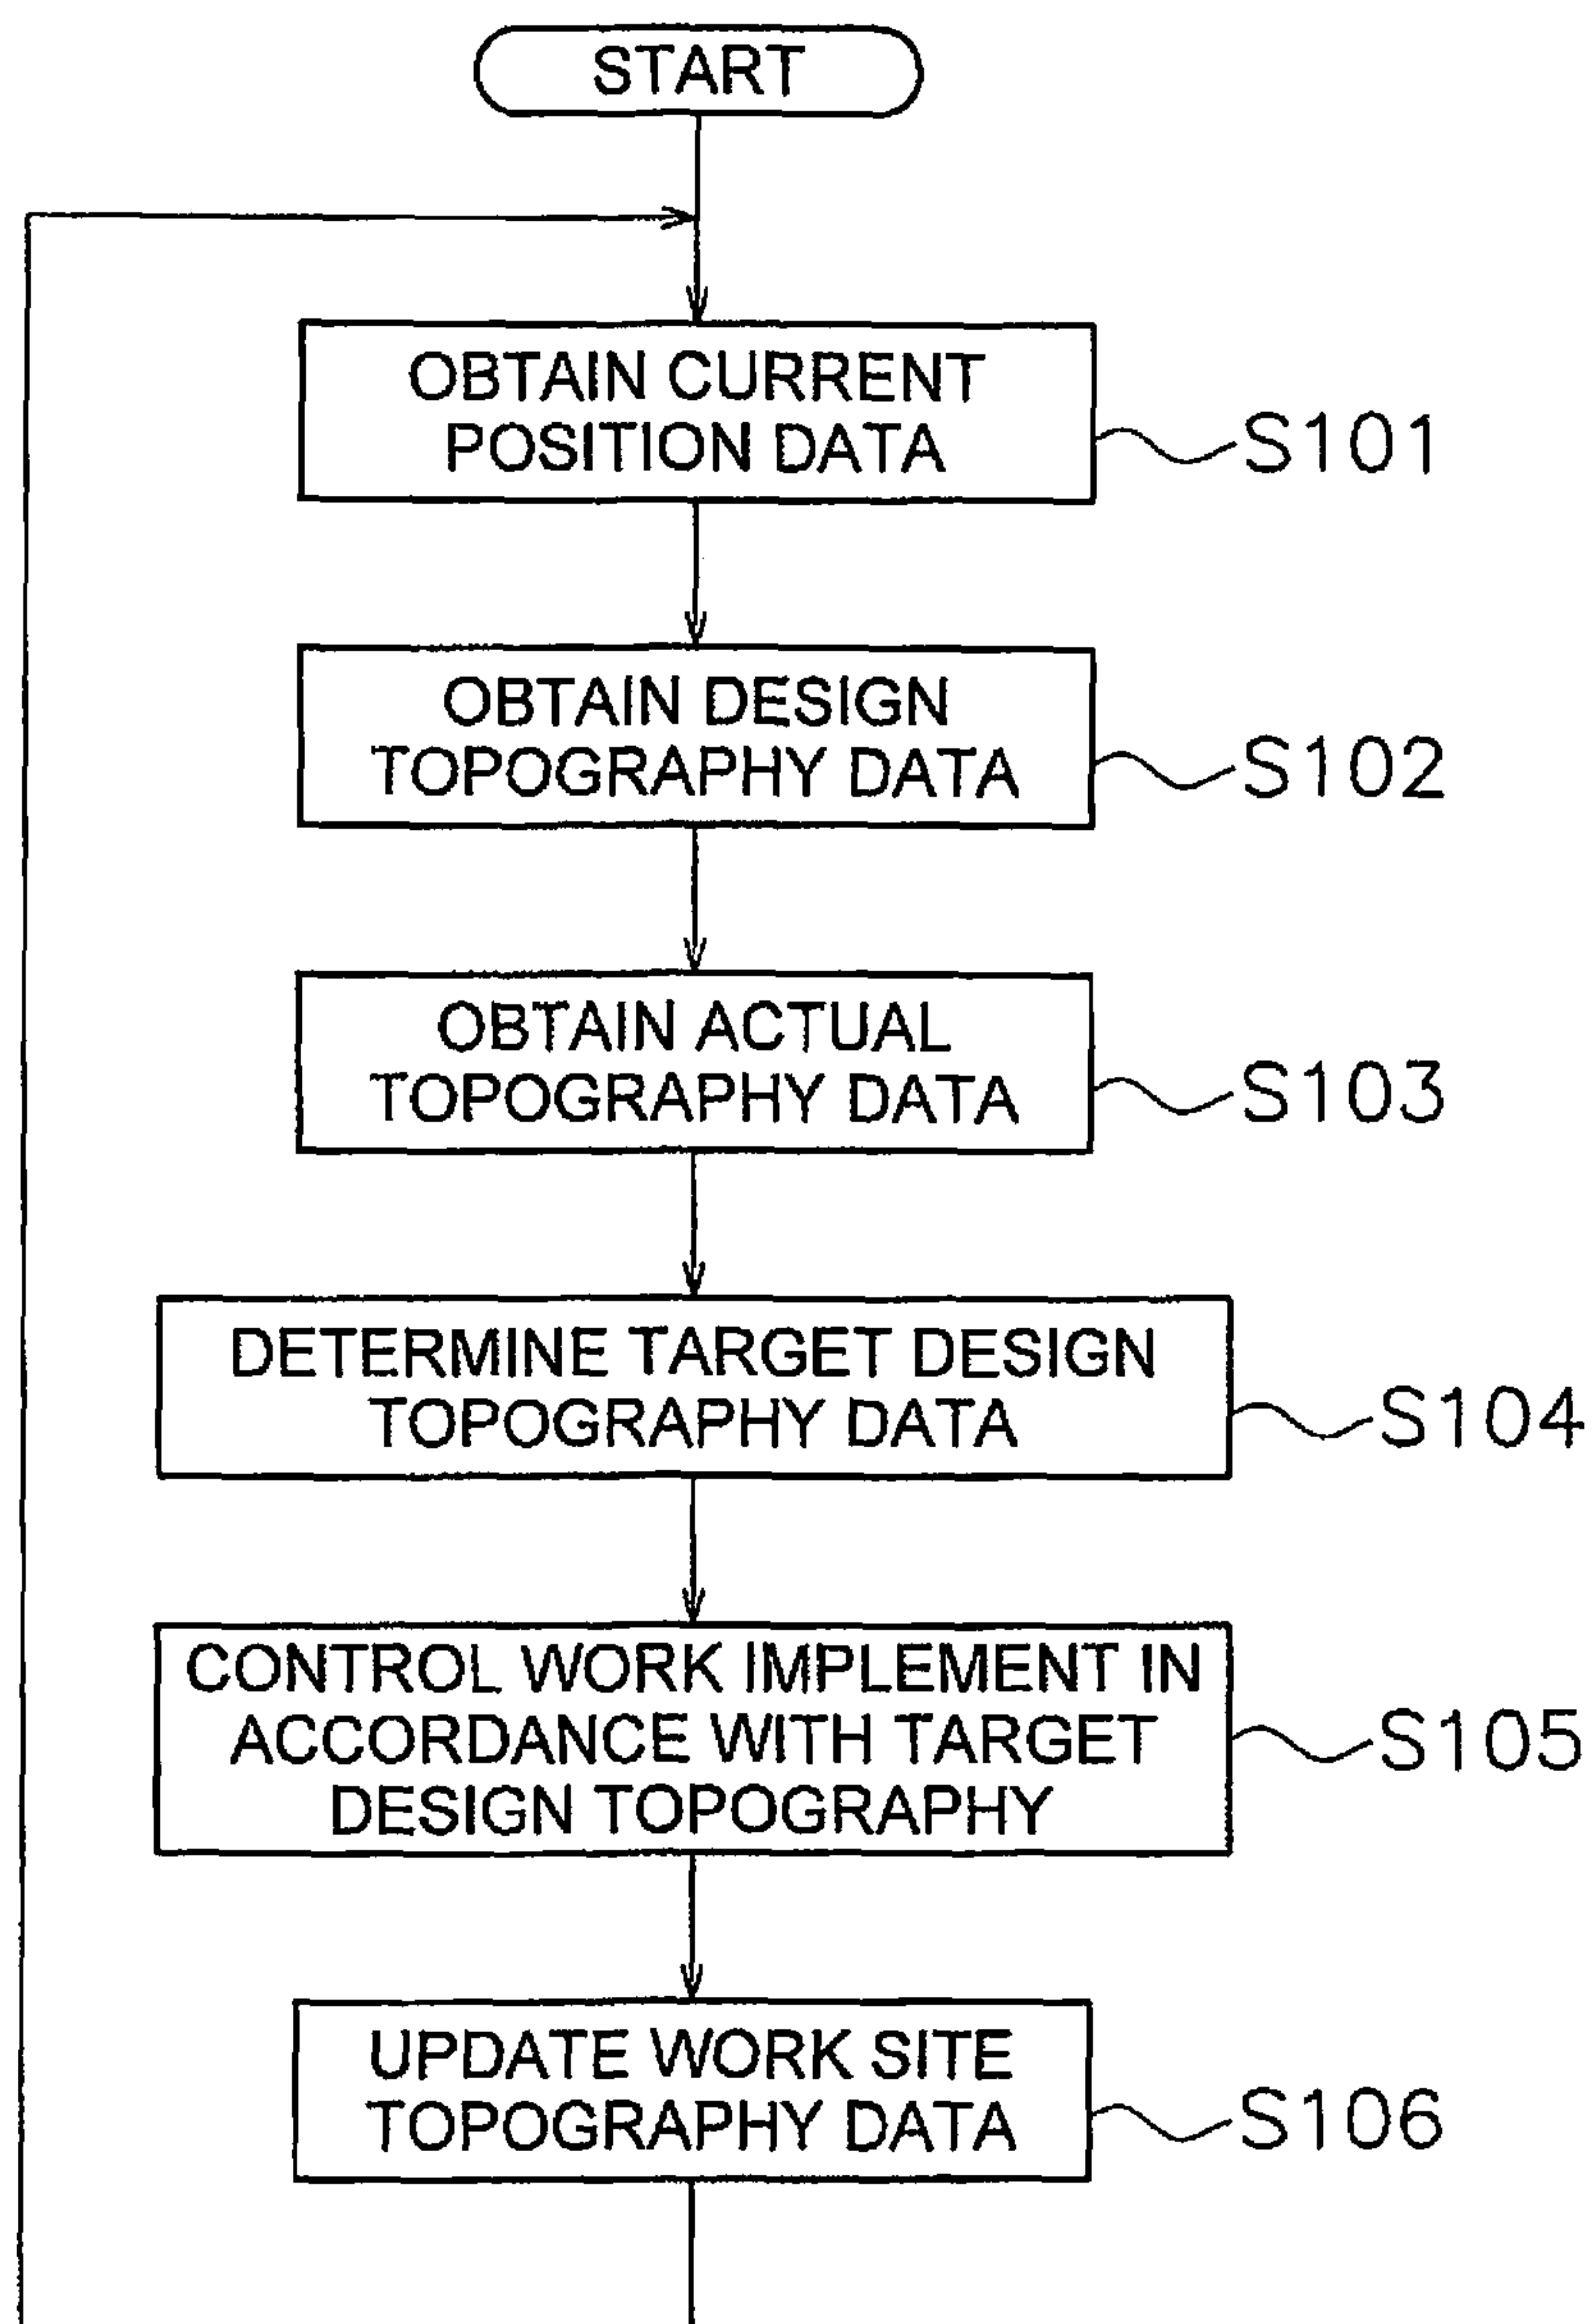 START
OBTAIN CURRENT
POSITION DATA
S101
OBTAIN DESIGN
TOPOGRAPHY DATA
S102
OBTAIN ACTUAL
TOPOGRAPHY DATA
S103
DETERMINE TARGET DESIGN
TOPOGRAPHY DATA
S104
CONTROL WORK IMPLEMENT IN
ACCORDANCE WITH TARGET
DESIGN TOPOGRAPHY
S105
UPDATE WORK SITE
TOPOGRAPHY DATA
S106